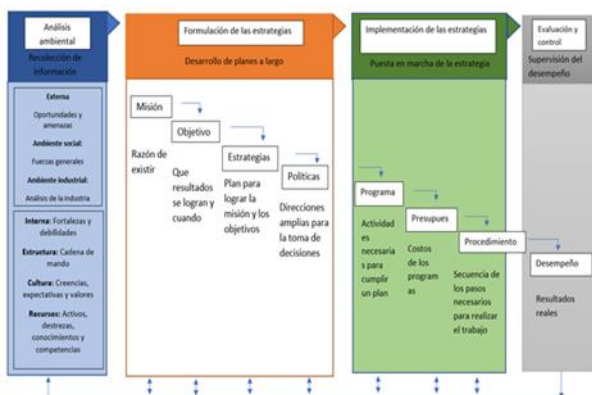 Análisis
ambiental
Recolección de
información
Externa
Oportunidades y
amenazas
Ambiente social:
Fuerzas generales
Ambiente industrial:
Análisis de la industria
Interna: Fortalezas y
debilidades
Estructura: Cadena de
mando
Cultura: Creencias,
expectativas y valores
Recursos: Activos,
destrezas,
conocimientos y
competencias
Formulación de las estrategias
Desarrollo de planes a largo
Misión
Razón de
existir
Objetivo
Que
resultados
se logran y
cuando
Estrategias
Plan para
lograr la
misión y los
objetivos
Políticas
Direcciones
amplias para
la toma de
decisiones
Implementación de las estrategias
Puesta en marcha de la estrategia
Programa
Actividad
es
necesaria
s para
cumplir
un plan
Presupues
Costos
de los
program
as
Procedimiento
Secuencia de
los pasos
necesarios
para realizar
el trabajo
Evaluación y
control
Supervisión del
desempeño
Desempeño
Resultados
reales